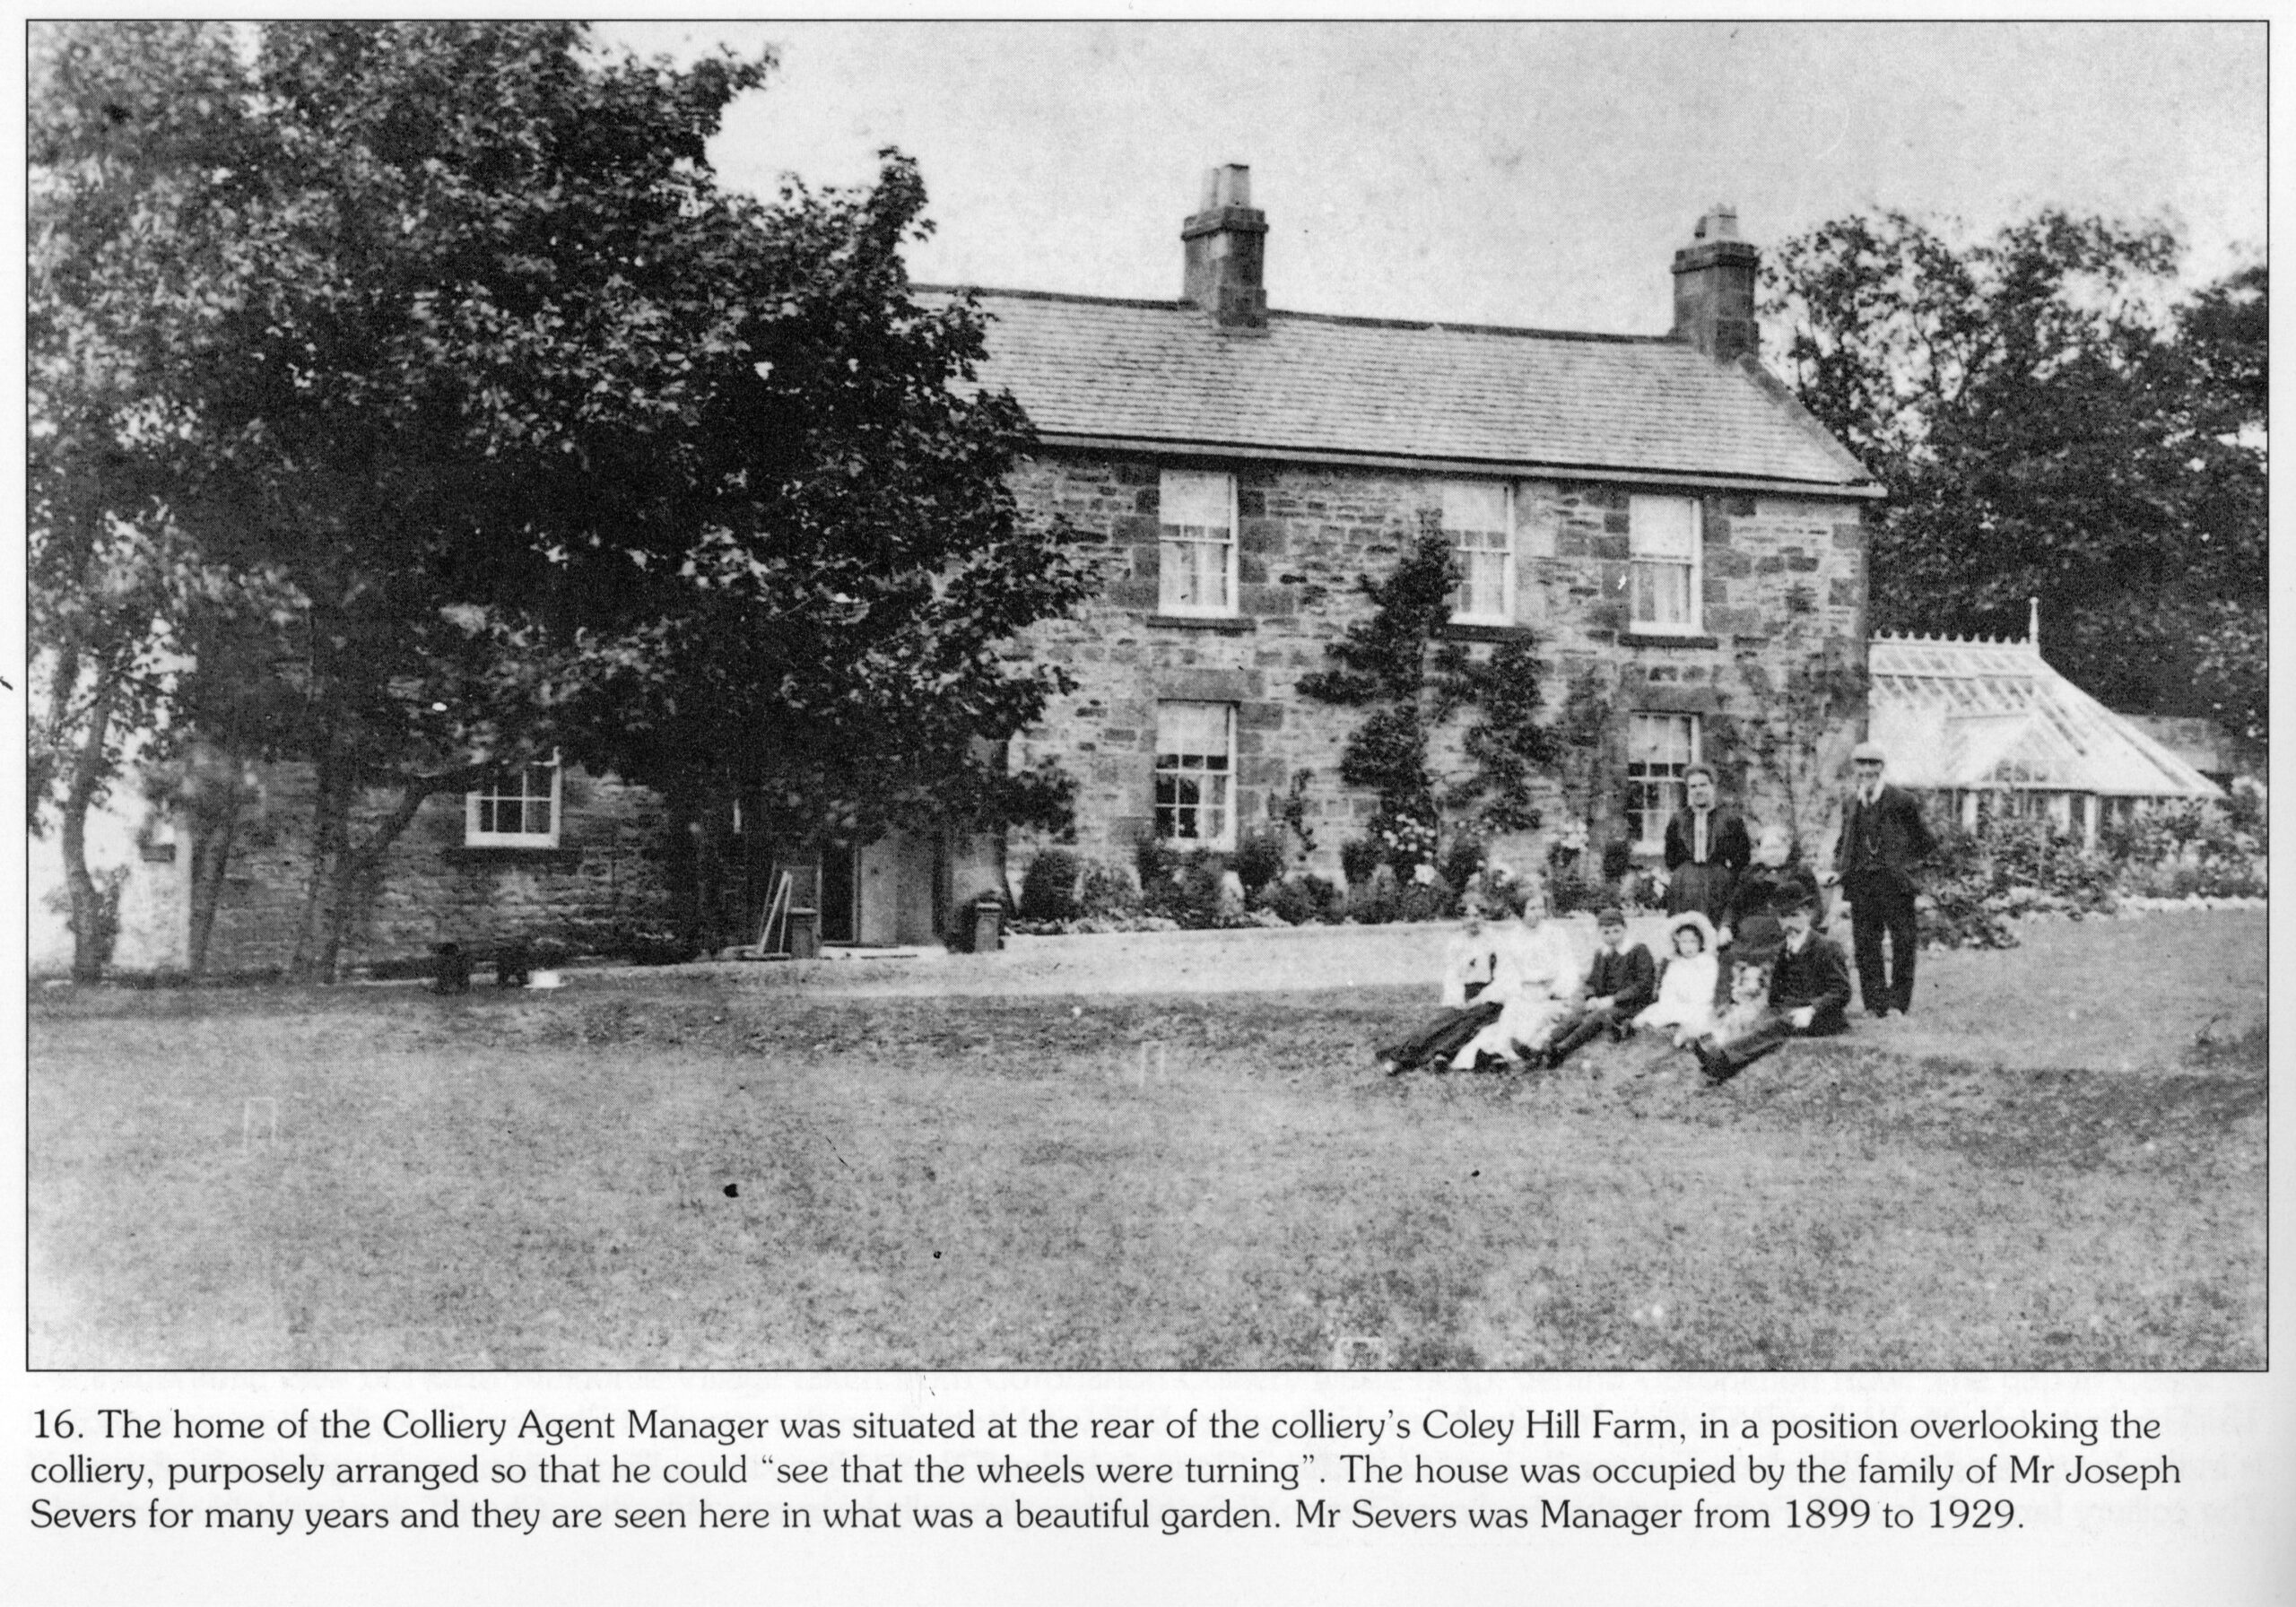 16. The home of the Colliery Agent Manager was situated at the rear of the colliery's Coley Hill Farm, in a position overlooking the
colliery, purposely arranged so that he could “see that the wheels were turning”. The house was occupied by the family of Mr Joseph
Severs for many years and they are seen here in what was a beautiful garden. Mr Severs was Manager from 1899 to 1929.